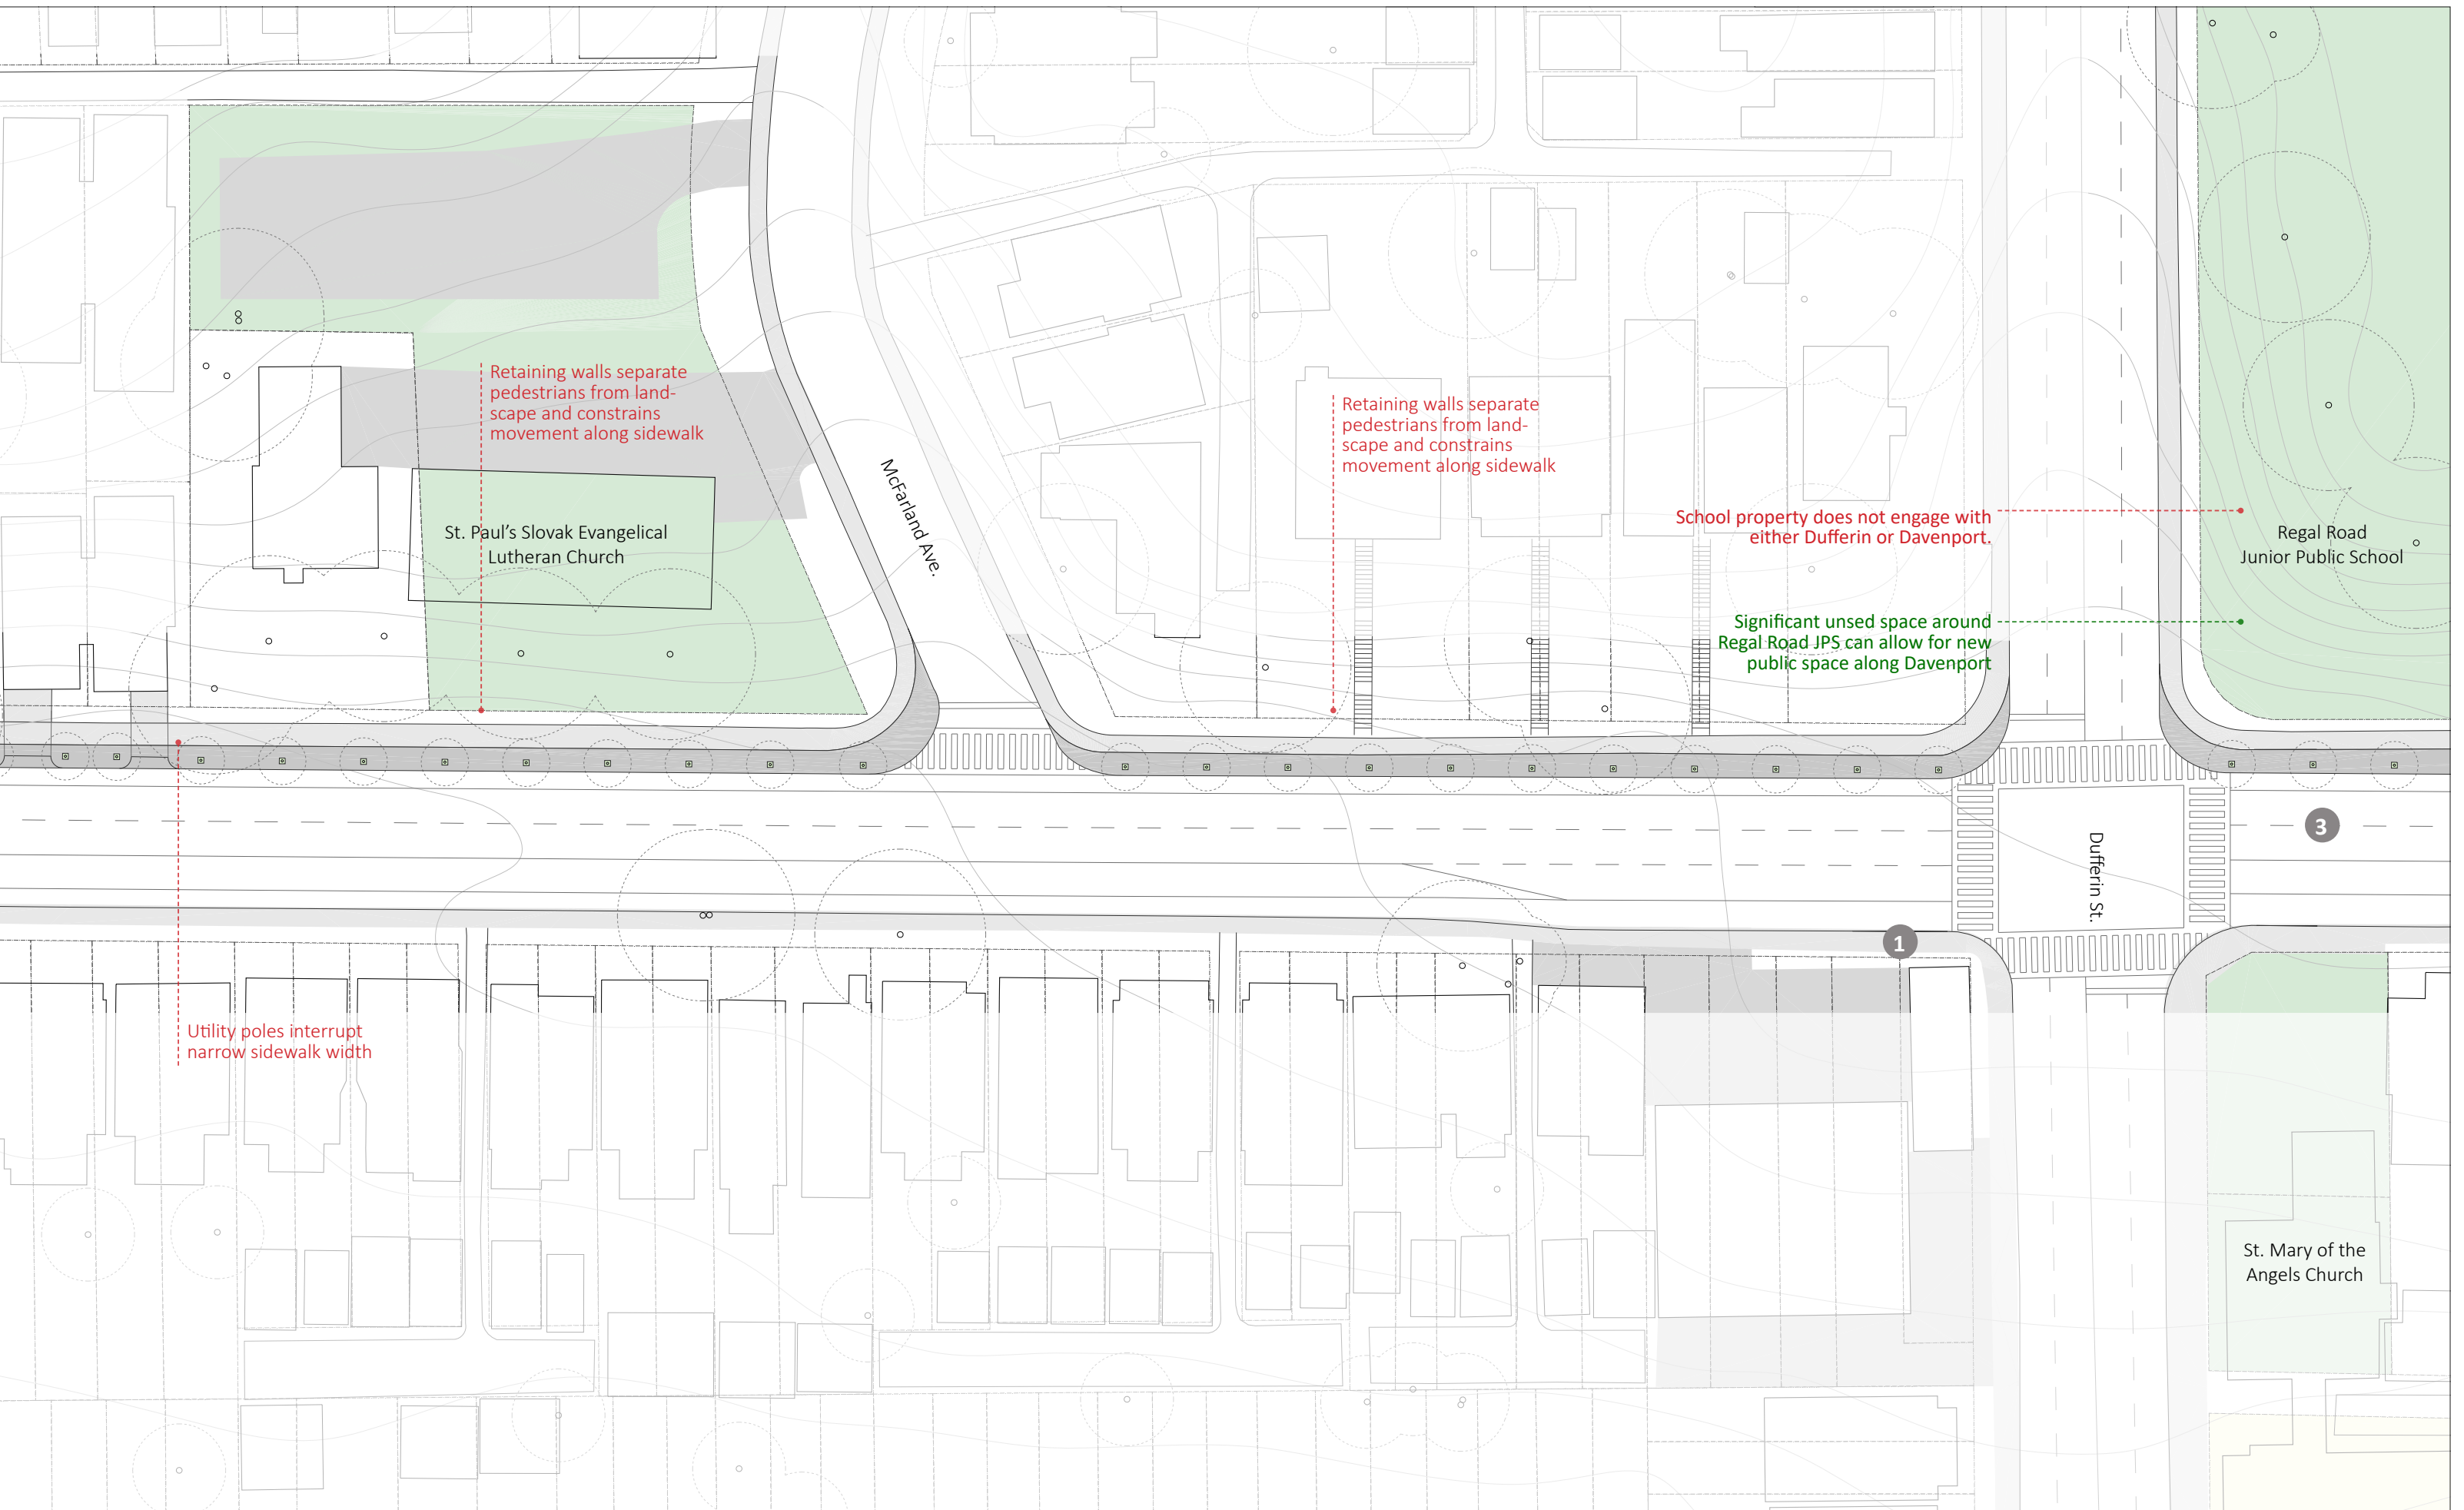 Retaining walls separate
pedestrians from land-
scape and constrains
movement along sidewalk
Retaining walls separate
pedestrians from land-
scape and constrains
movement along sidewalk
McFarland Ave.
St. Paul's Slovak Evangelical
Lutheran Church
School property does not engage with
either Dufferin or Davenport.
Regal Road
Junior Public School
Significant unsed space around
Regal Road JPS can allow for new
public space along Davenport
3
Dufferin St.
1
Utility poles interrupt
narrow sidewalk width
St. Mary of the
Angels Church